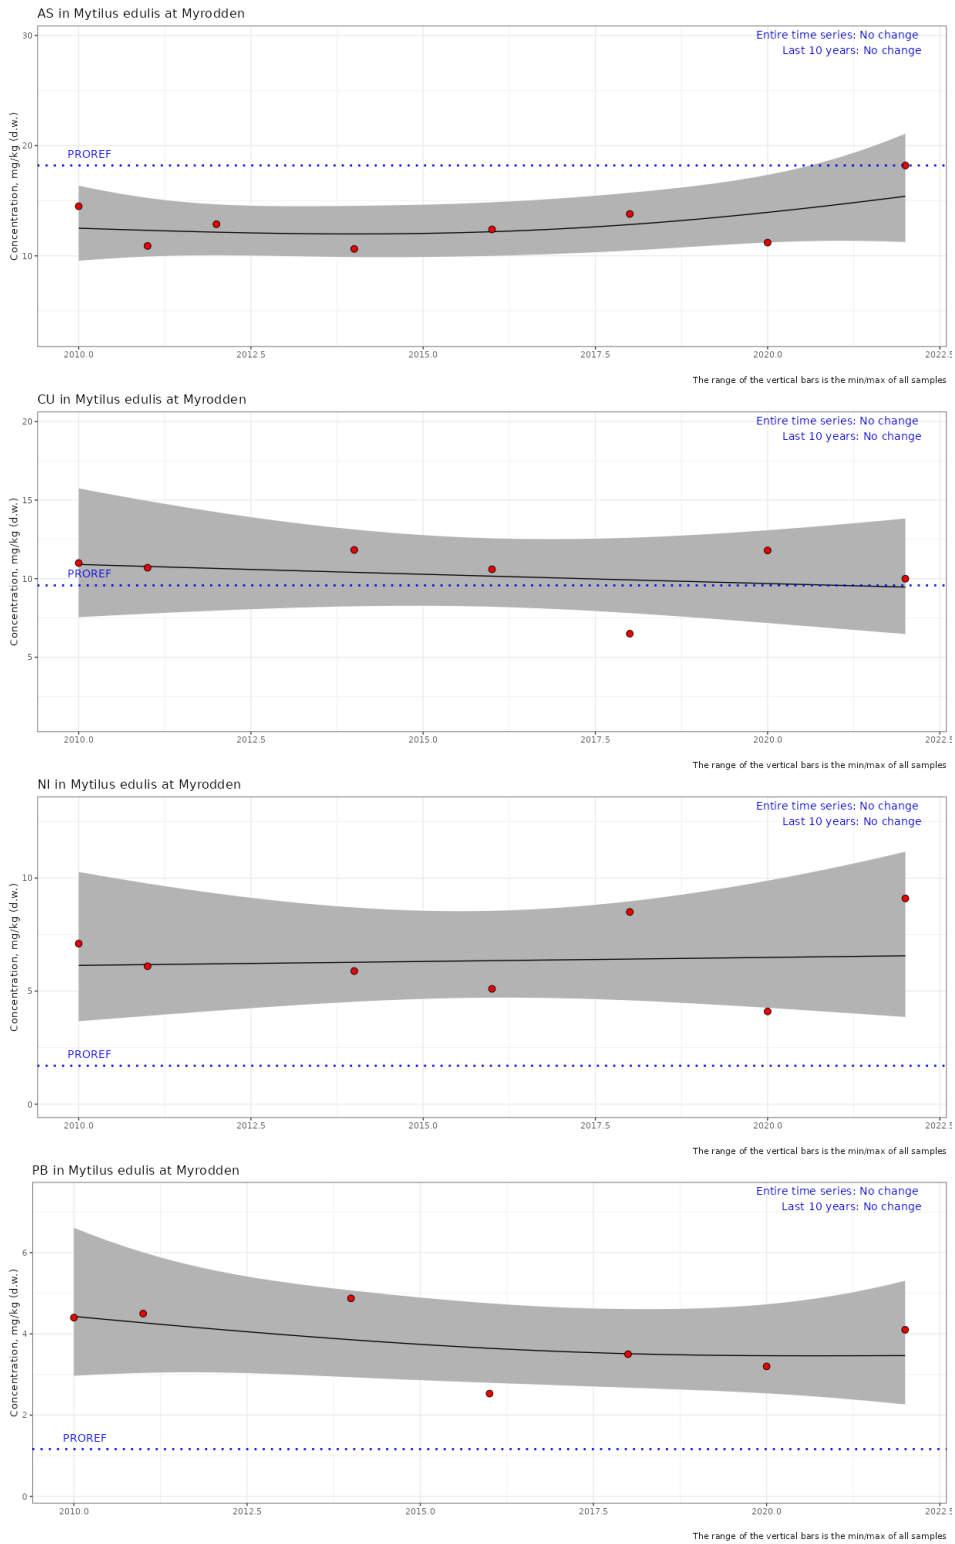 AS in Mytilus edulis at Myrodden
Entire time series: No change
Last 10 years: No change
30
20
10
PROREF
Concentration, mg/kg (d.w.)
2010.0 2012.5 2015.0 2017.5 2020.0 2022.5
The range of the vertical bars is the min/max of all samples
CU in Mytilus edulis at Myrodden
Entire time series: No change
Last 10 years: No change
20
15
10
5
PROREF
Concentration, mg/kg (d.w.)
2010.0 2012.5 2015.0 2017.5 2020.0 2022.5
The range of the vertical bars is the min/max of all samples
NI in Mytilus edulis at Myrodden
Entire time series: No change
Last 10 years: No change
10
5
0
PROREF
Concentration, mg/kg (d.w.)
2010.0 2012.5 2015.0 2017.5 2020.0 2022.5
The range of the vertical bars is the min/max of all samples
PB in Mytilus edulis at Myrodden
Entire time series: No change
Last 10 years: No change
6
4
2
0
PROREF
Concentration, mg/kg (d.w.)
2010.0 2012.5 2015.0 2017.5 2020.0 2022.5
The range of the vertical bars is the min/max of all samples